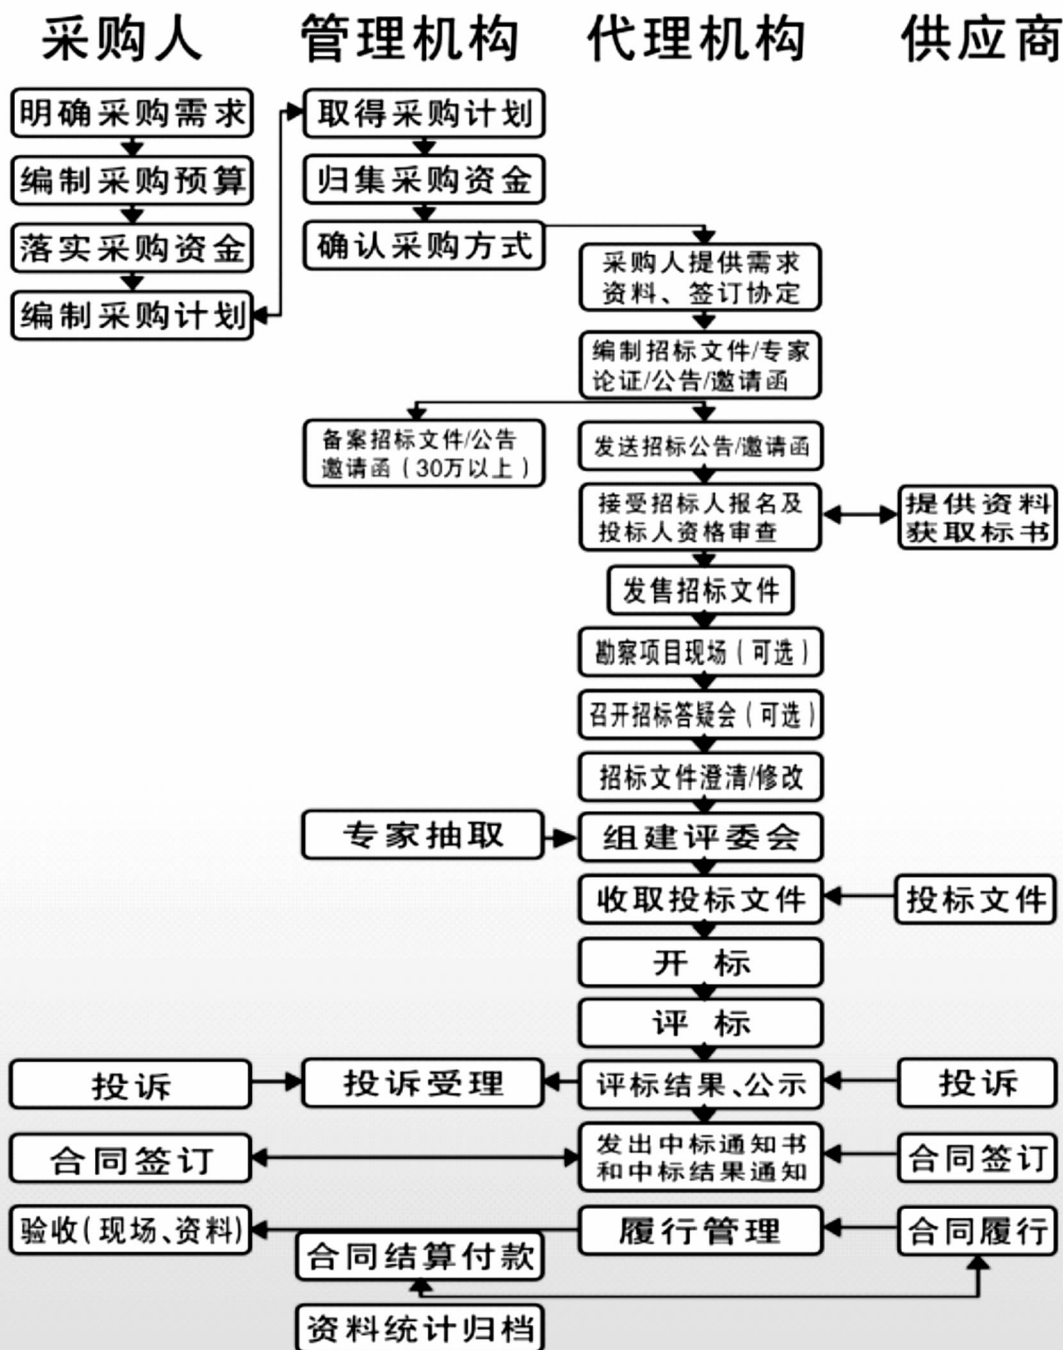 采购人 管理机构 代理机构 供应商
明确采购需求
编制采购预算
落实采购资金
编制采购计划
取得采购计划
归集采购资金
确认采购方式
采购人提供需求
资料、签订协定
编制招标文件/专家
论证/公告/邀请函
备案招标文件/公告
邀请函（30万以上）
发送招标公告/邀请函
接受招标人报名及
投标人资格审查
提供资料
获取标书
发售招标文件
勘察项目现场（可选）
召开招标答疑会（可选）
招标文件澄清/修改
专家抽取
组建评委会
收取投标文件
投标文件
开 标
评 标
投诉
投诉受理
评标结果、公示
投诉
合同签订
发出中标通知书
和中标结果通知
合同签订
验收(现场、资料)
履行管理
合同履行
合同结算付款
资料统计归档